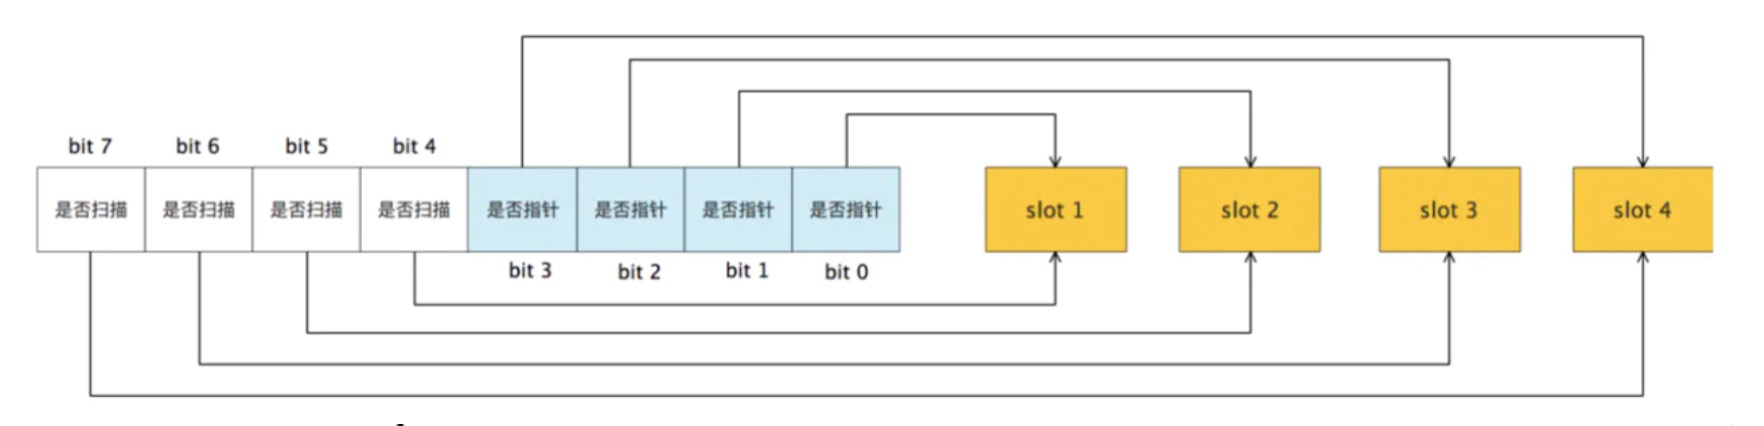 bit 7 bit 6 bit 5 bit 4
是否扫描 是否扫描 是否扫描 是否扫描 是否指针 是否指针 是否指针 是否指针 slot 1 slot 2 slot 3 slot 4
bit 3 bit 2 bit 1 bit 0